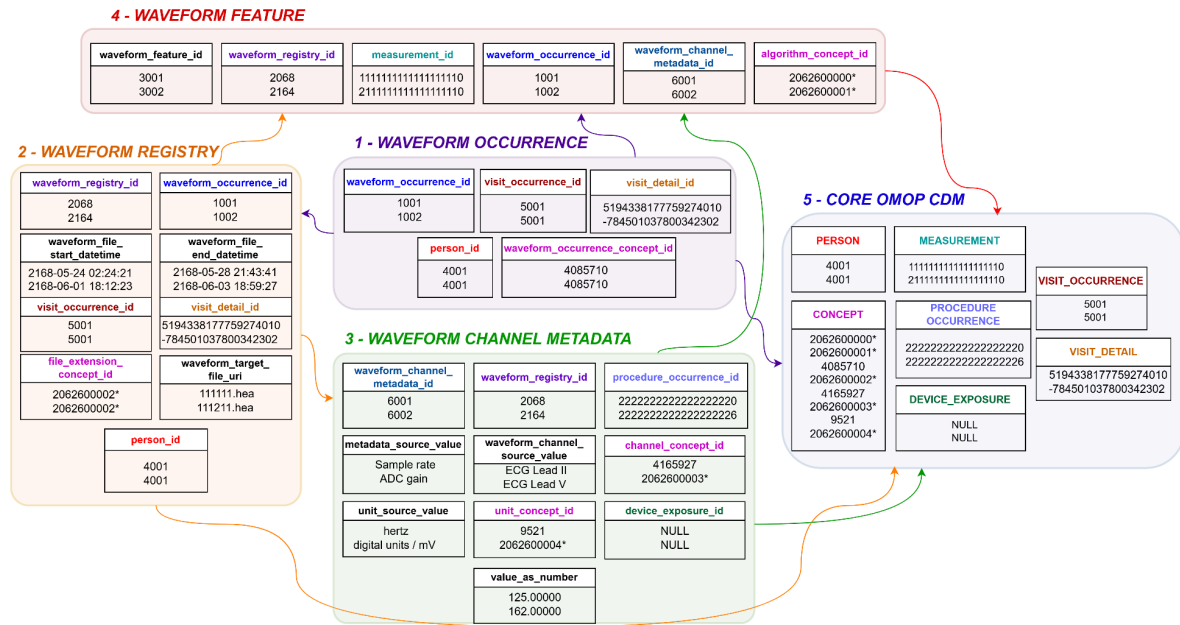 4 - WAVEFORM FEATURE
waveform_feature_id
3001
3002
waveform_registry_id
2068
2164
measurement_id
1111111111111111110
2111111111111111110
waveform_occurrence_id
1001
1002
waveform_channel_
metadata_id
6001
6002
algorithm_concept_id
2062600000*
2062600001*
2 - WAVEFORM REGISTRY
waveform_registry_id
2068
2164
waveform_occurrence_id
1001
1002
waveform_file_
start_datetime
2168-05-24 02:24:21
2168-06-01 18:12:23
waveform_file_
end_datetime
2168-05-28 21:43:41
2168-06-03 18:59:27
visit_occurrence_id
5001
5001
visit_detail_id
5194338177759274010
-784501037800342302
file_extension_
concept_id
2062600002*
2062600002*
waveform_target_
file_uri
111111.hea
111211.hea
person_id
4001
4001
1 - WAVEFORM OCCURRENCE
waveform_occurrence_id
1001
1002
visit_occurrence_id
5001
5001
visit_detail_id
5194338177759274010
-784501037800342302
person_id
4001
4001
waveform_occurrence_concept_id
4085710
4085710
3 - WAVEFORM CHANNEL METADATA
waveform_channel_
metadata_id
6001
6002
waveform_registry_id
2068
2164
procedure_occurrence_id
2222222222222222220
2222222222222222226
metadata_source_value
Sample rate
ADC gain
waveform_channel_
source_value
ECG Lead II
ECG Lead V
channel_concept_id
4165927
2062600003*
unit_source_value
hertz
digital units / mV
unit_concept_id
9521
2062600004*
device_exposure_id
NULL
NULL
value_as_number
125.00000
162.00000
5 - CORE OMOP CDM
PERSON
4001
4001
MEASUREMENT
1111111111111111110
2111111111111111110
VISIT_OCCURRENCE
5001
5001
CONCEPT
2062600000*
2062600001*
4085710
2062600002*
4165927
2062600003*
9521
2062600004*
PROCEDURE
OCCURRENCE
2222222222222222220
2222222222222222226
VISIT_DETAIL
5194338177759274010
-784501037800342302
DEVICE_EXPOSURE
NULL
NULL